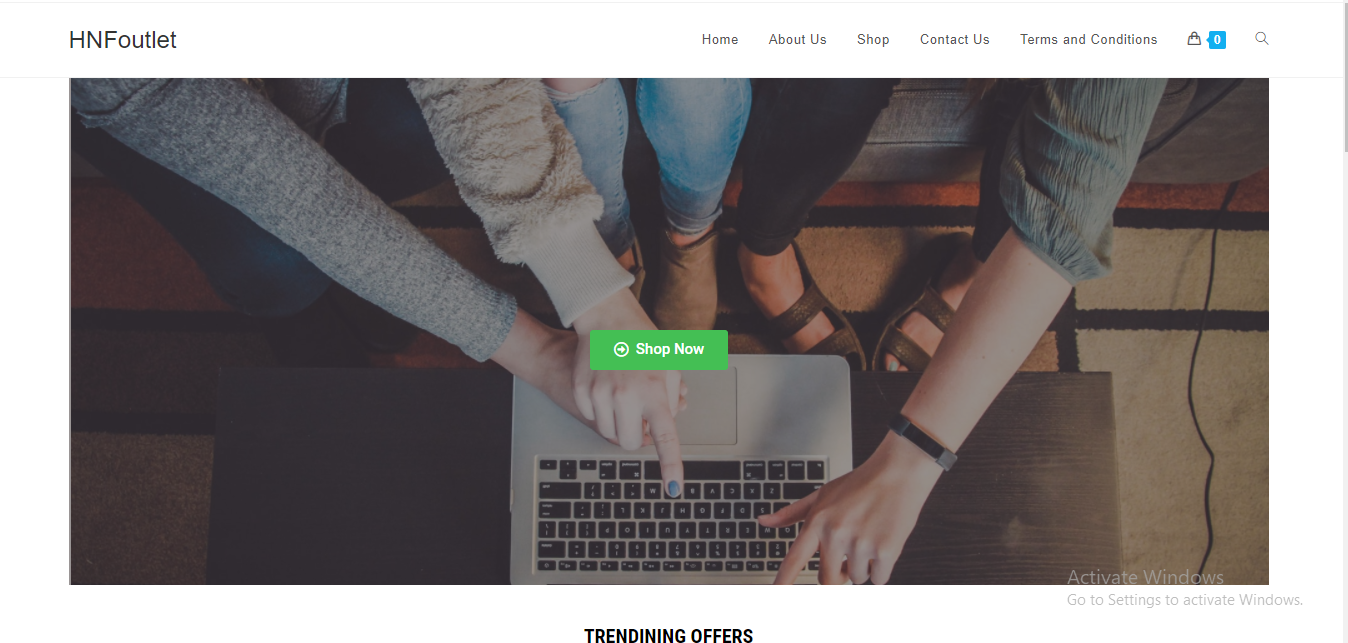 HNFoutlet
Home About Us Shop Contact Us Terms and Conditions 0
Shop Now
Activate Windows
Go to Settings to activate Windows.
TRENDINING OFFERS